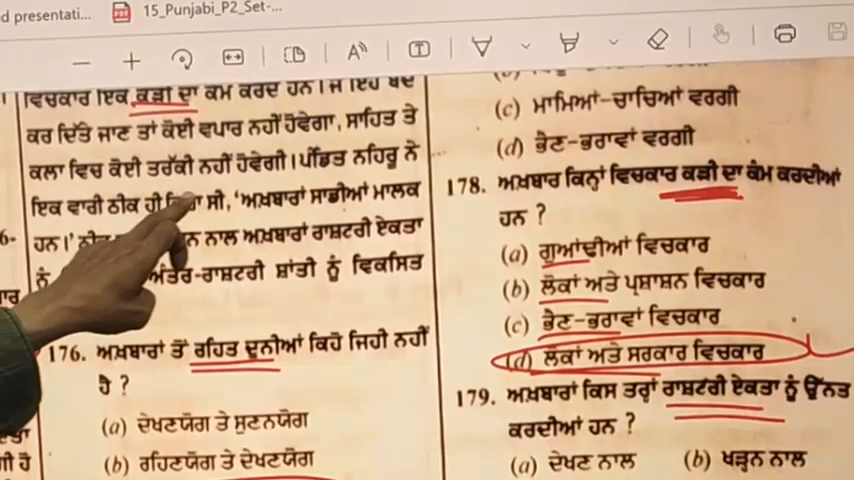 d presentati...
15_Punjabi_P2_Set-...
ਵਿਚਕਾਰ ਇਕ ਕੜੀ ਦਾ ਕੰਮ ਕਰਦੇ ਹਨ। ਜੇ ਇਹ ਬੰਦ
ਕਰ ਦਿੱਤੇ ਜਾਣ ਤਾਂ ਕੋਈ ਵਪਾਰ ਨਹੀਂ ਹੋਵੇਗਾ, ਸਾਹਿਤ ਤੇ
ਕਲਾ ਵਿਚ ਕੋਈ ਤਰੱਕੀ ਨਹੀਂ ਹੋਵੇਗੀ। ਪੰਡਿਤ ਨਹਿਰੂ ਨੇ
ਇਕ ਵਾਰੀ ਠੀਕ ਹੀ ਸੀ, 'ਅਖ਼ਬਾਰਾਂ ਸਾਡੀਆਂ ਮਾਲਕ
ਹਨ।' ਨਾਲ ਅਖ਼ਬਾਰਾਂ ਰਾਸ਼ਟਰੀ ਏਕਤਾ
ਨੂੰ ਅੰਤਰ-ਰਾਸ਼ਟਰੀ ਸ਼ਾਂਤੀ ਨੂੰ ਵਿਕਸਿਤ
176. ਅਖ਼ਬਾਰਾਂ ਤੋਂ ਰਹਿਤ ਦੁਨੀਆਂ ਕਿਹੋ ਜਿਹੀ ਨਹੀਂ
ਹੈ ?
(a) ਦੇਖਣਯੋਗ ਤੇ ਸੁਣਨਯੋਗ
(b) ਰਹਿਣਯੋਗ ਤੇ ਦੇਖਣਯੋਗ
(c) ਮਾਮਿਆਂ-ਚਾਚਿਆਂ ਵਰਗੀ
(d) ਭੈਣ-ਭਰਾਵਾਂ ਵਰਗੀ
178. ਅਖ਼ਬਾਰ ਕਿਨ੍ਹਾਂ ਵਿਚਕਾਰ ਕੜੀ ਦਾ ਕੰਮ ਕਰਦੀਆਂ
ਹਨ ?
(a) ਗੁਆਂਢੀਆਂ ਵਿਚਕਾਰ
(b) ਲੋਕਾਂ ਅਤੇ ਪ੍ਰਸ਼ਾਸ਼ਨ ਵਿਚਕਾਰ
(c) ਭੈਣ-ਭਰਾਵਾਂ ਵਿਚਕਾਰ
(d) ਲੋਕਾਂ ਅਤੇ ਸਰਕਾਰ ਵਿਚਕਾਰ
179. ਅਖ਼ਬਾਰਾਂ ਕਿਸ ਤਰ੍ਹਾਂ ਰਾਸ਼ਟਰੀ ਏਕਤਾ ਨੂੰ ਉੱਨਤ
ਕਰਦੀਆਂ ਹਨ ?
(a) ਦੇਖਣ ਨਾਲ (b) ਖੜ੍ਹਨ ਨਾਲ